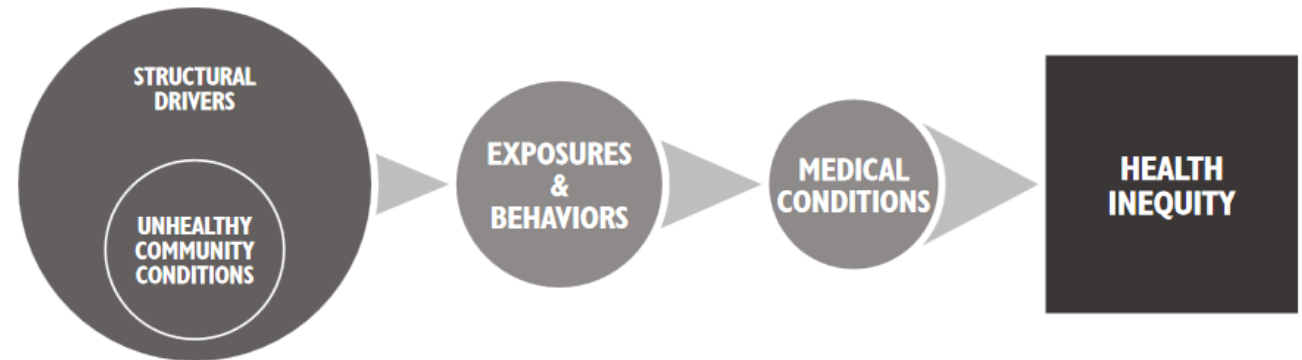 STRUCTURAL
DRIVERS
UNHEALTHY
COMMUNITY
CONDITIONS
EXPOSURES
&
BEHAVIORS
MEDICAL
CONDITIONS
HEALTH
INEQUITY